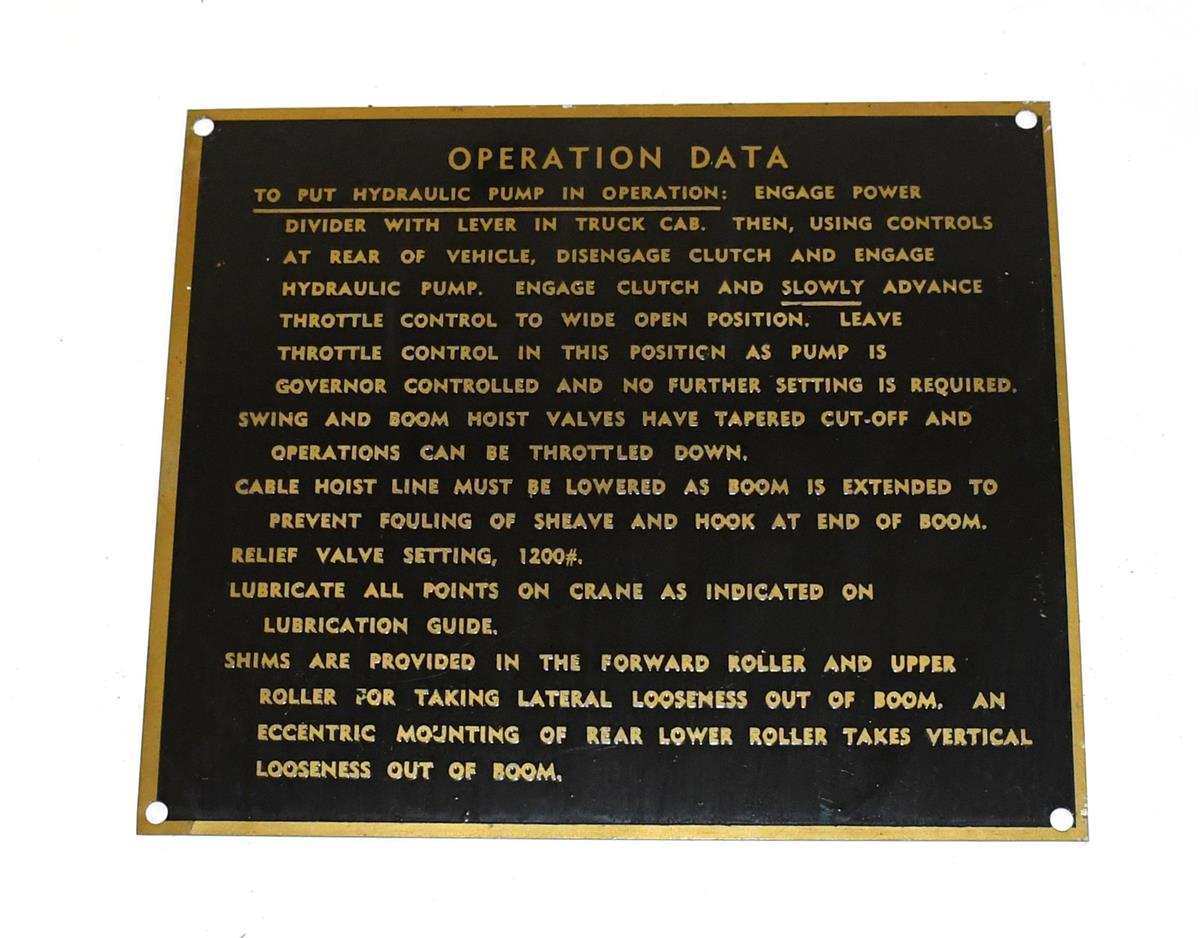 OPERATION DATA
TO PUT HYDRAULIC PUMP IN OPERATION: ENGAGE POWER
DIVIDER WITH LEVER IN TRUCK CAB. THEN, USING CONTROLS
AT REAR OF VEHICLE, DISENGAGE CLUTCH AND ENGAGE
HYDRAULIC PUMP. ENGAGE CLUTCH AND SLOWLY ADVANCE
THROTTLE CONTROL TO WIDE OPEN POSITION. LEAVE
THROTTLE CONTROL IN THIS POSITION AS PUMP IS
GOVERNOR CONTROLLED AND NO FURTHER SETTING IS REQUIRED.
SWING AND BOOM HOIST VALVES HAVE TAPERED CUT-OFF AND
OPERATIONS CAN BE THROTTLED DOWN.
CABLE HOIST LINE MUST BE LOWERED AS BOOM IS EXTENDED TO
PREVENT FOULING OF SHEAVE AND HOOK AT END OF BOOM.
RELIEF VALVE SETTING, 1200#.
LUBRICATE ALL POINTS ON CRANE AS INDICATED ON
LUBRICATION GUIDE.
SHIMS ARE PROVIDED IN THE FORWARD ROLLER AND UPPER
ROLLER FOR TAKING LATERAL LOOSENESS OUT OF BOOM. AN
ECCENTRIC MOUNTING OF REAR LOWER ROLLER TAKES VERTICAL
LOOSENESS OUT OF BOOM.